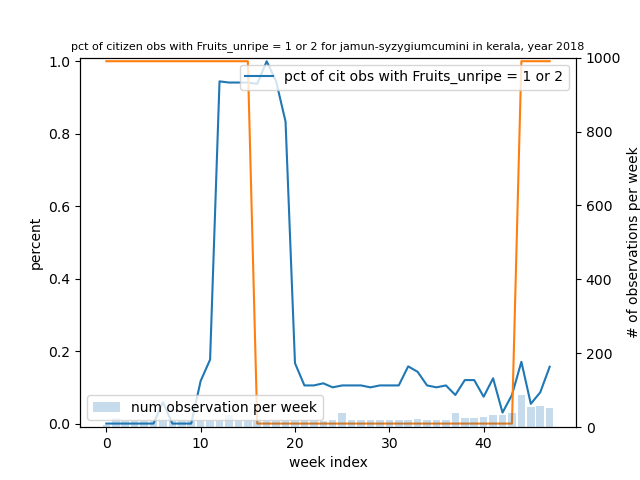 pct of citizen obs with Fruits_unripe = 1 or 2 for jamun-syzygiumcumini in kerala, year 2018
pct of cit obs with Fruits_unripe = 1 or 2
num observation per week
percent
1.0
0.8
0.6
0.4
0.2
0.0
1000
800
600
400
200
0
# of observations per week
0 10 20 30 40
week index